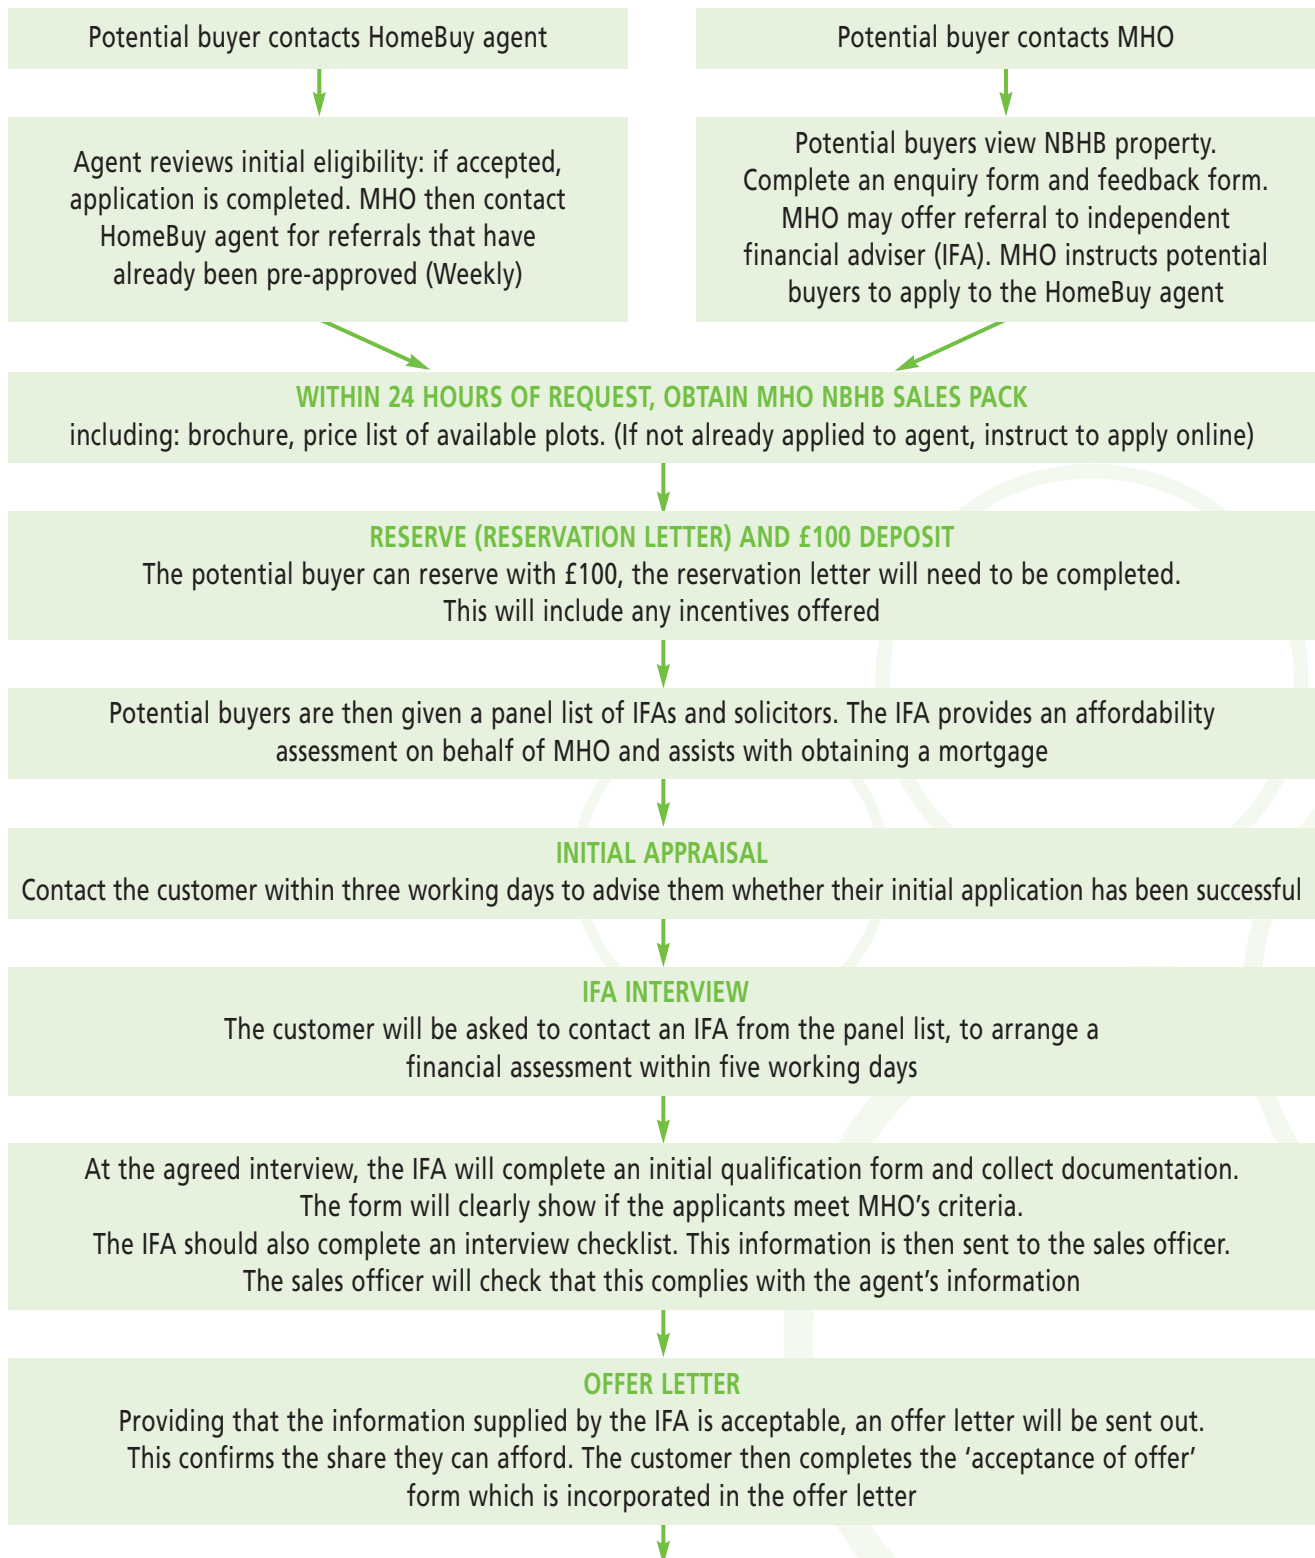 Potential buyer contacts HomeBuy agent
Potential buyer contacts MHO
Agent reviews initial eligibility: if accepted,
application is completed. MHO then contact
HomeBuy agent for referrals that have
already been pre-approved (Weekly)
Potential buyers view NBHB property.
Complete an enquiry form and feedback form.
MHO may offer referral to independent
financial adviser (IFA). MHO instructs potential
buyers to apply to the HomeBuy agent
WITHIN 24 HOURS OF REQUEST, OBTAIN MHO NBHB SALES PACK
including: brochure, price list of available plots. (If not already applied to agent, instruct to apply online)
RESERVE (RESERVATION LETTER) AND £100 DEPOSIT
The potential buyer can reserve with £100, the reservation letter will need to be completed.
This will include any incentives offered
Potential buyers are then given a panel list of IFAs and solicitors. The IFA provides an affordability
assessment on behalf of MHO and assists with obtaining a mortgage
INITIAL APPRAISAL
Contact the customer within three working days to advise them whether their initial application has been successful
IFA INTERVIEW
The customer will be asked to contact an IFA from the panel list, to arrange a
financial assessment within five working days
At the agreed interview, the IFA will complete an initial qualification form and collect documentation.
The form will clearly show if the applicants meet MHO's criteria.
The IFA should also complete an interview checklist. This information is then sent to the sales officer.
The sales officer will check that this complies with the agent's information
OFFER LETTER
Providing that the information supplied by the IFA is acceptable, an offer letter will be sent out.
This confirms the share they can afford. The customer then completes the ‘acceptance of offer’
form which is incorporated in the offer letter